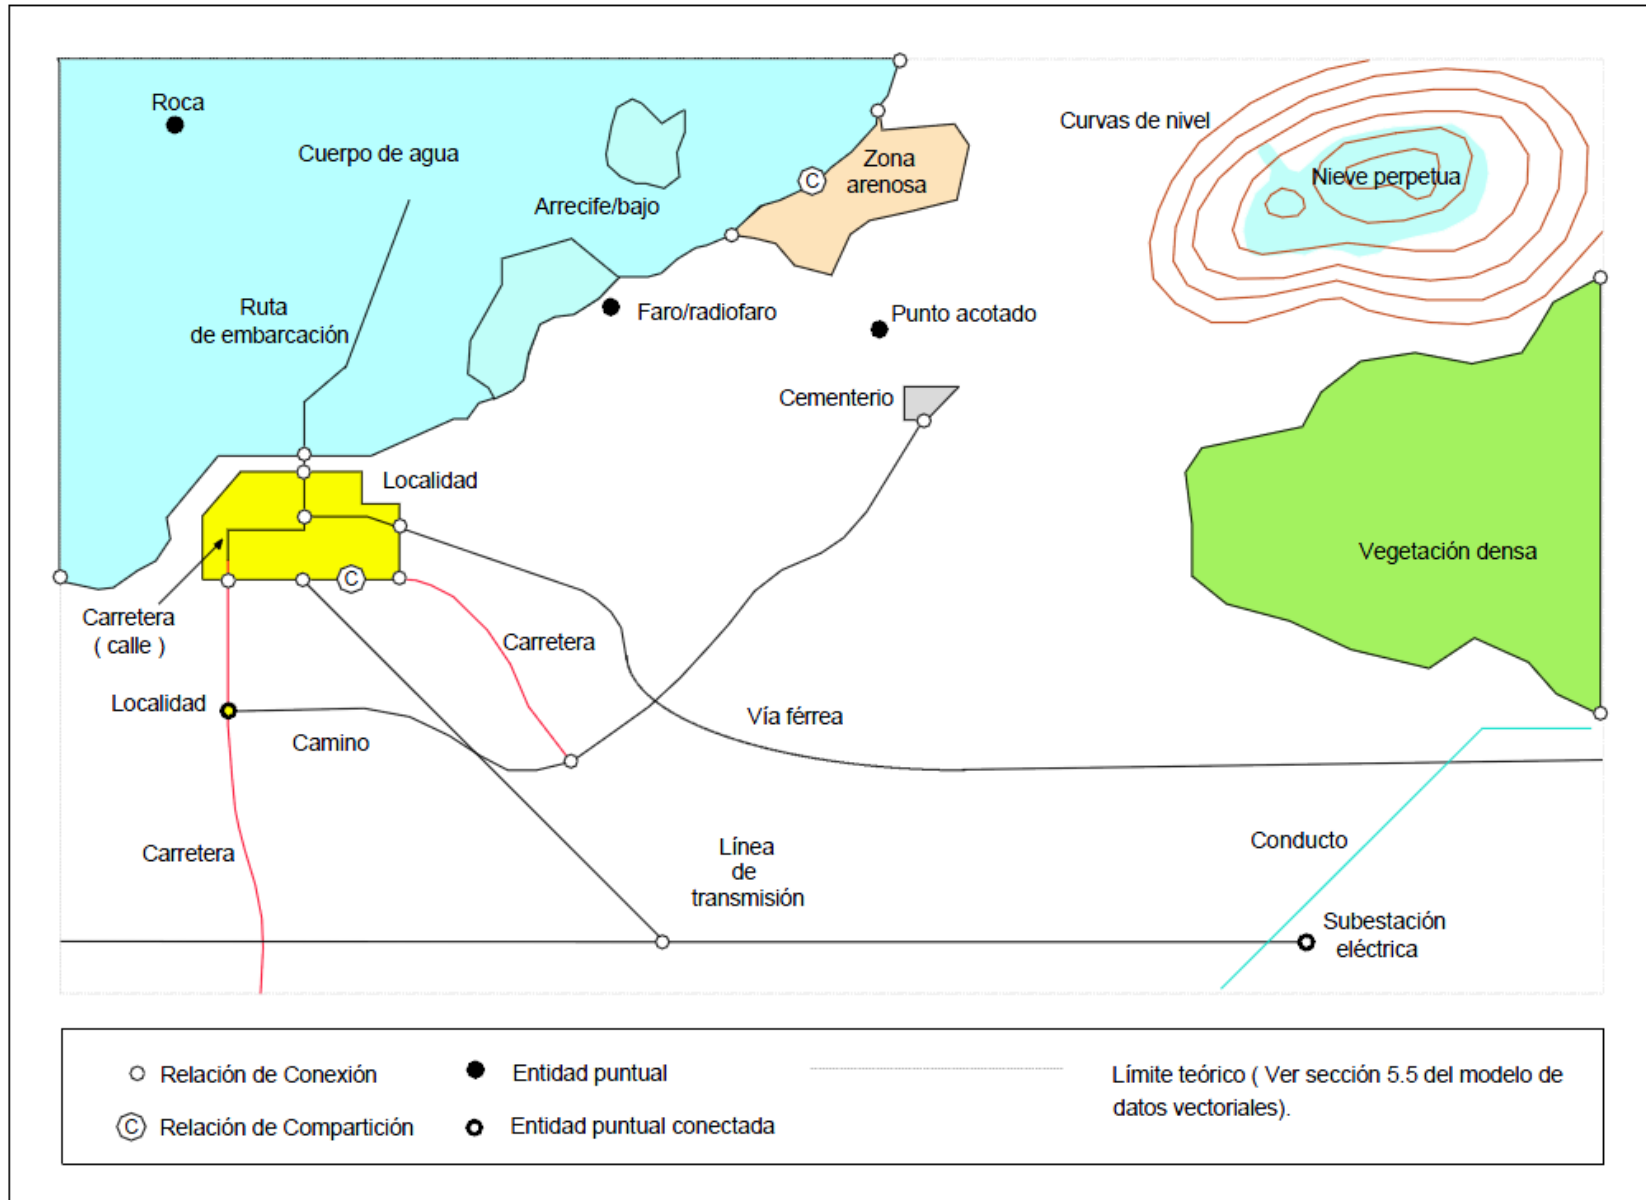 Roca
Cuerpo de agua
Arrecife/bajo
Zona
arenosa
Curvas de nivel
Nieve perpetua
Ruta
de embarcación
Faro/radiofaro
Punto acotado
Cementerio
Localidad
Vegetación densa
Carretera
( calle )
Carretera
Localidad
Camino
Vía férrea
Carretera
Línea
de
transmisión
Conducto
Subestación
eléctrica
C
C
Relación de Conexión
Entidad puntual
Límite teórico ( Ver sección 5.5 del modelo de
datos vectoriales).
C Relación de Compartición
Entidad puntual conectada